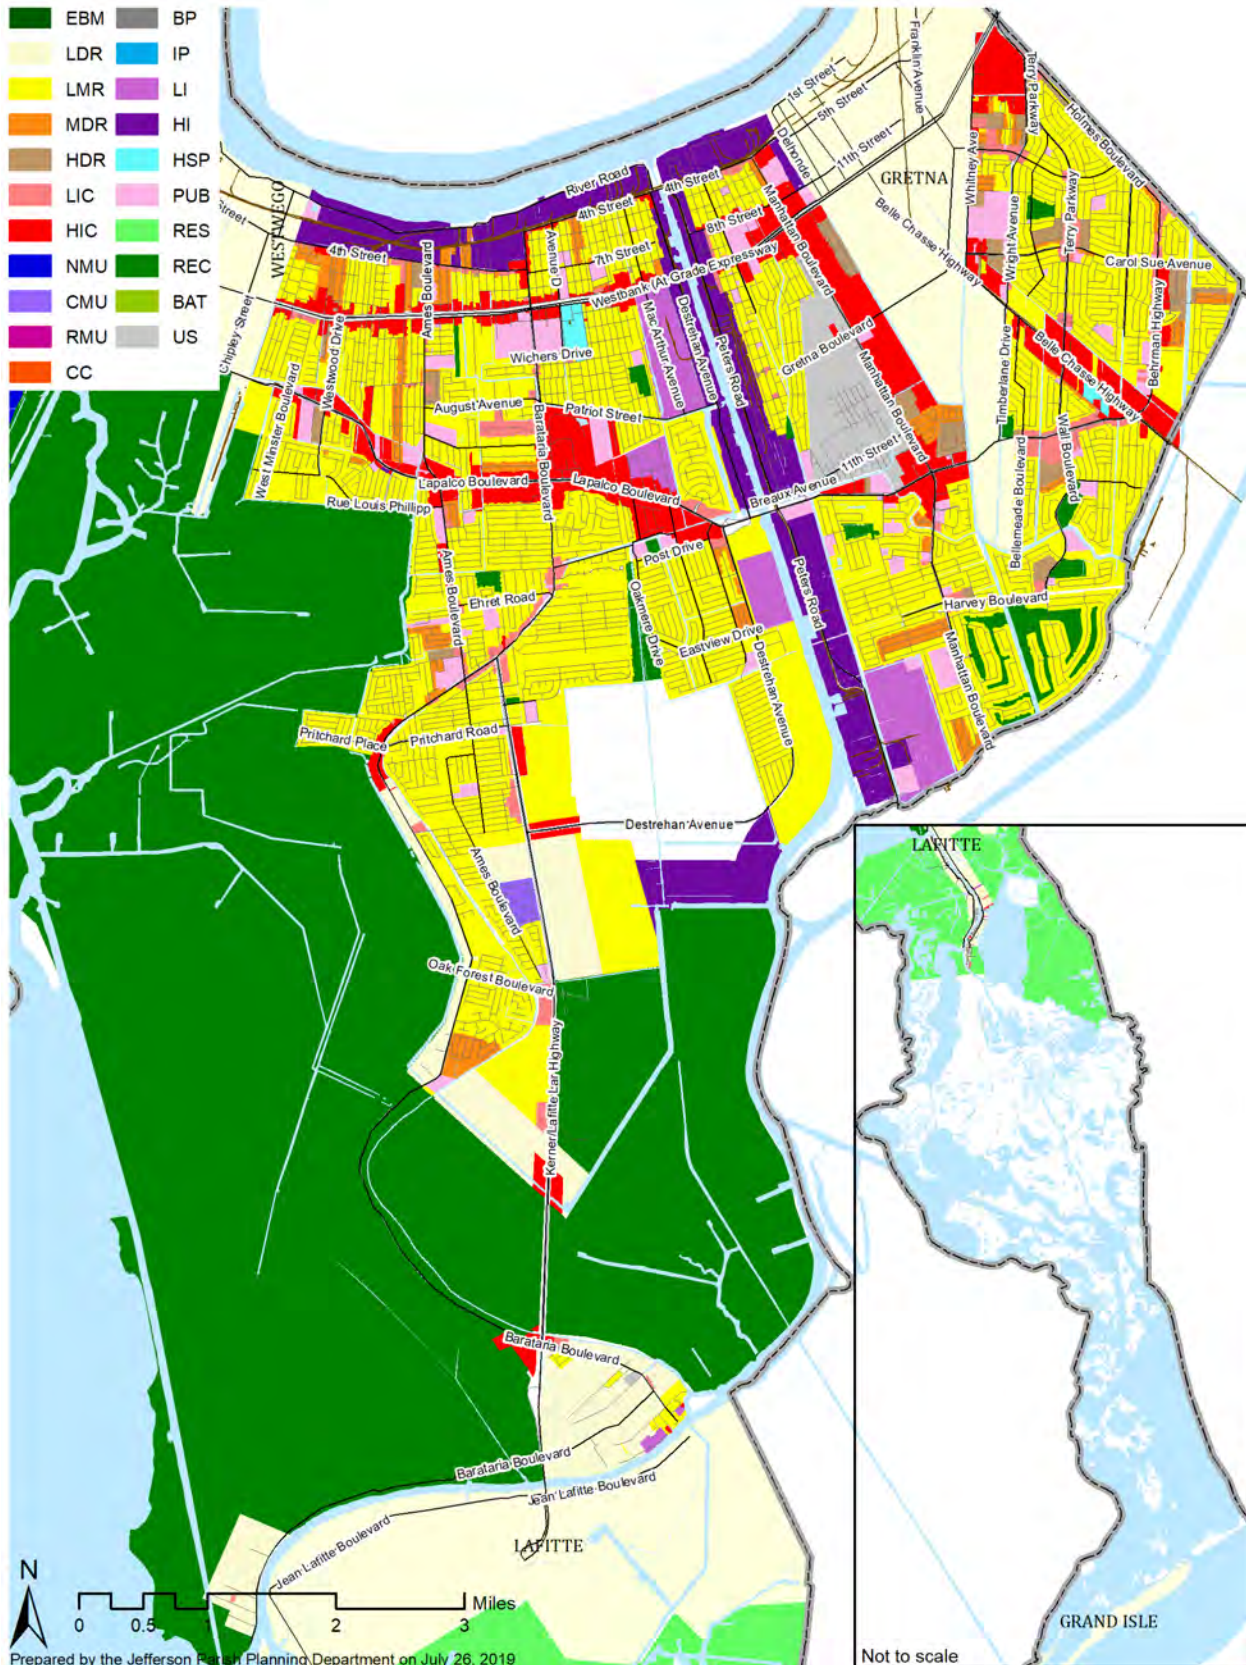 EBM BP
LDR IP
LMR LI
MDR HI
HDR HSP
LIC PUB
HIC RES
NMU REC
CMU BAT
RMU US
CC
Franklin Avenue
1st Street
5th Street
11th Street
Delhonde
Terry Parkway
Holmes Boulevard
Whitney Ave
GRETNA
River Road
4th Street
4th Street
8th Street
7th Street
Street
4th Street
WESTWEGO
Avenue D
Ames Boulevard
Manhattan Boulevard
Belle Chasse Highway
Wright Avenue
Terry Parkway
Carol Sue Avenue
Westbank (At Grade Expressway
Chipley Street
Westwood Drive
Wichers Drive
Mac Arthur Avenue
Destrehan Avenue
Peters Road
Gretna Boulevard
Manhattan Boulevard
Timberlane Drive
Belle Chasse Highway
Behrman Highway
West Minster Boulevard
August Avenue
Patriot Street
Barataria Boulevard
Manhattan Boulevard
11th Street
Wall Boulevard
Bellemeade Boulevard
Lapalco Boulevard
Lapalco Boulevard
Breaux Avenue
Rue Louis Phillipp
Post Drive
Ames Boulevard
Ehret Road
Oakmere Drive
Eastview Drive
Peters Road
Harvey Boulevard
Destrehan Avenue
Manhattan Boulevard
Pritchard Place
Pritchard Road
Destrehan Avenue
Ames Boulevard
Oak Forest Boulevard
Kerner/Lafitte Lar Highway
Barataria Boulevard
Barataria Boulevard
Jean Lafitte Boulevard
Jean Lafitte Boulevard
LAFITTE
LAFITTE
GRAND ISLE
Not to scale
N
0 0.5 1 2 3 Miles
Prepared by the Jefferson Parish Planning Department on July 26, 2019